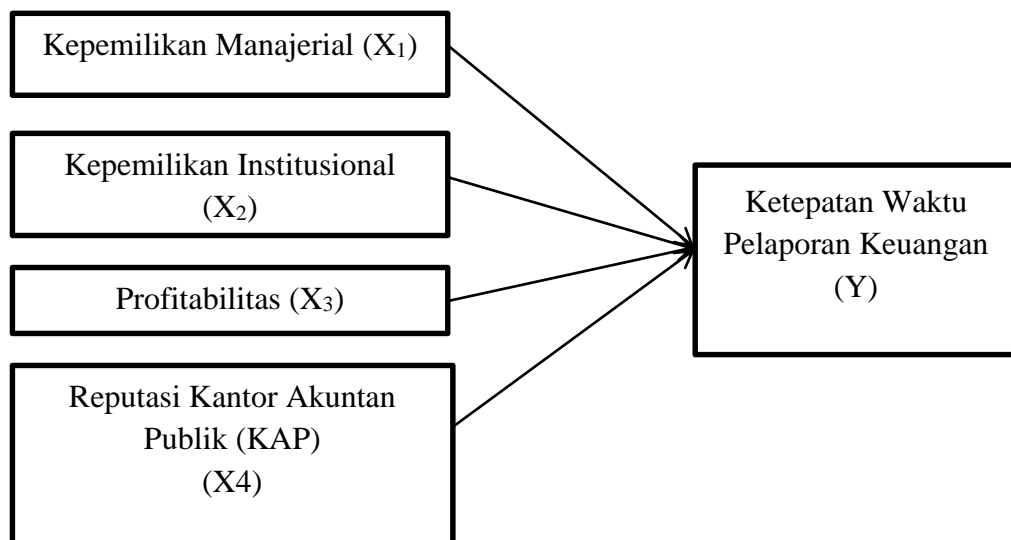 Kepemilikan Manajerial (X₁)
Kepemilikan Institusional
(X₂)
Profitabilitas (X₃)
Reputasi Kantor Akuntan
Publik (KAP)
(X4)
Ketepatan Waktu
Pelaporan Keuangan
(Y)